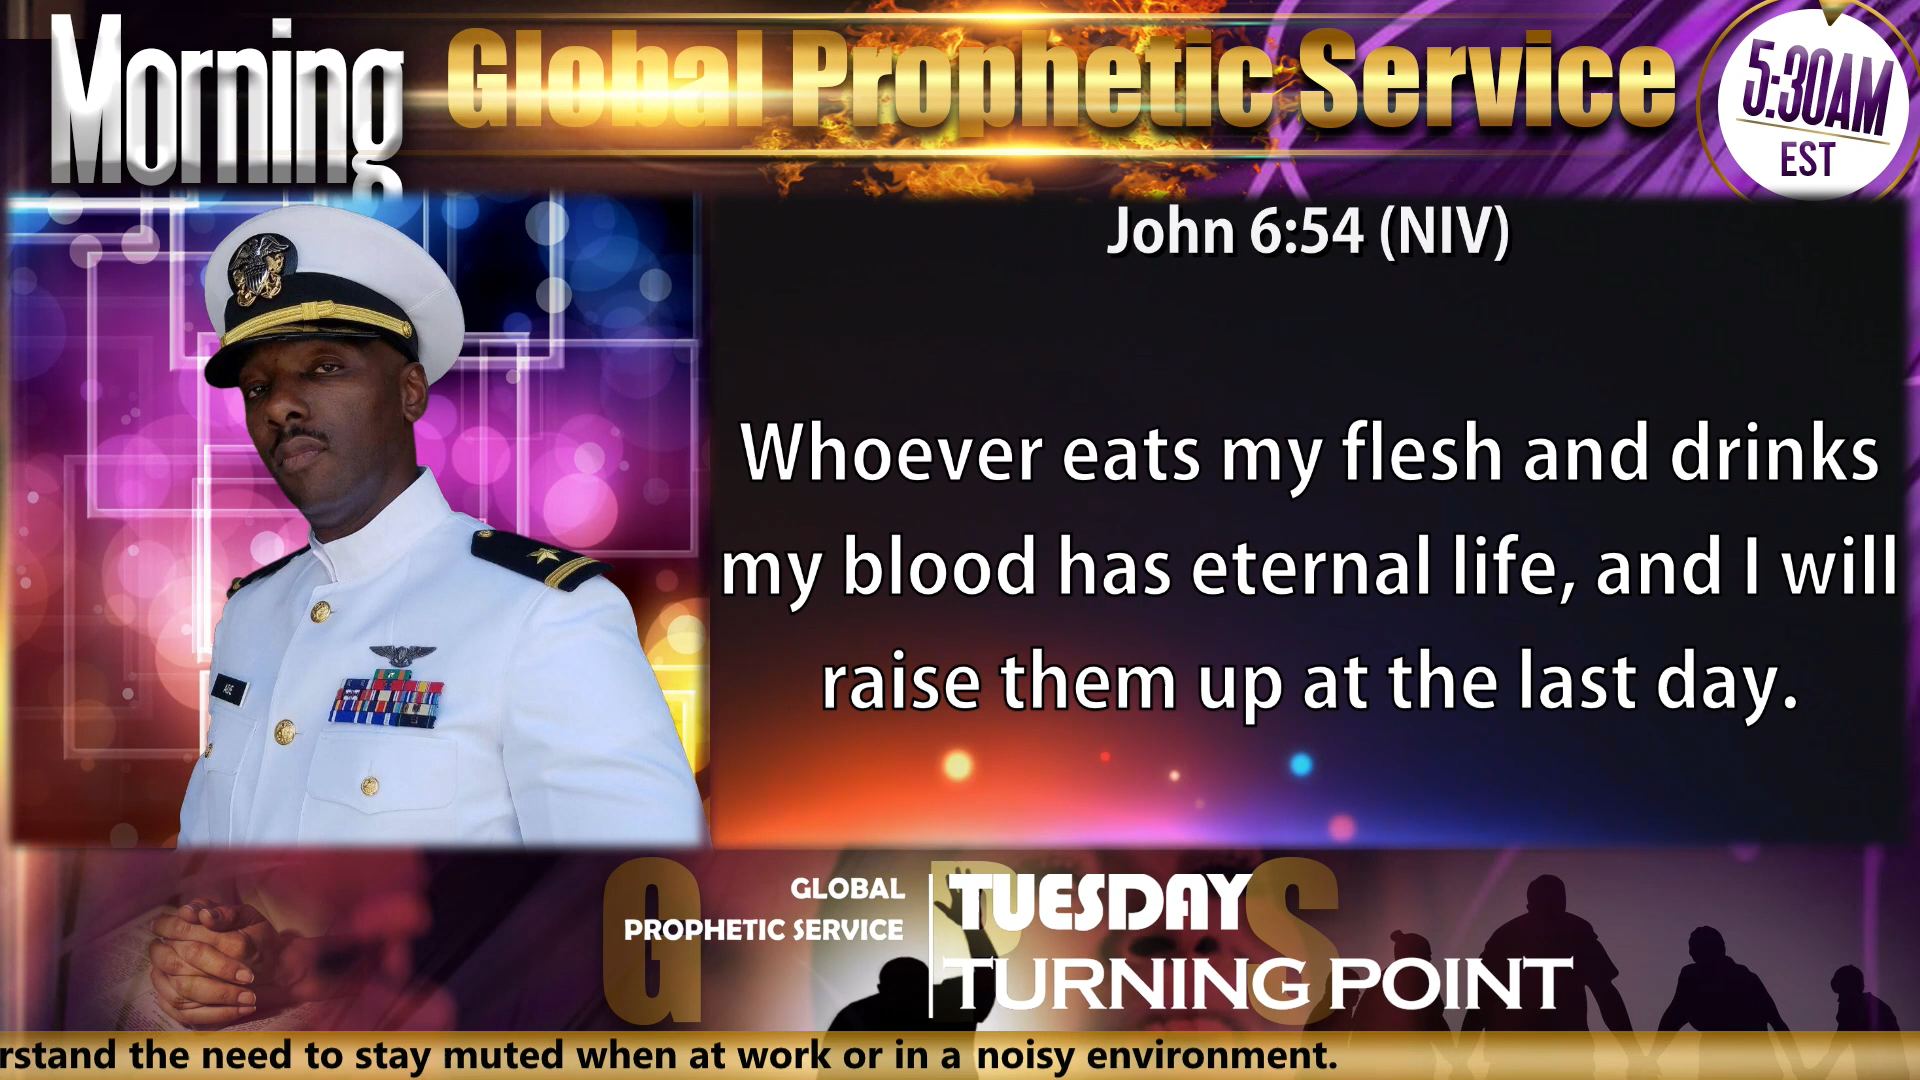 Morning
Global Prophetic Service
5:30AM
EST
John 6:54 (NIV)
Whoever eats my flesh and drinks
my blood has eternal life, and I will
raise them up at the last day.
G P S
GLOBAL
PROPHETIC SERVICE
TUESDAY
TURNING POINT
rstand the need to stay muted when at work or in a noisy environment.